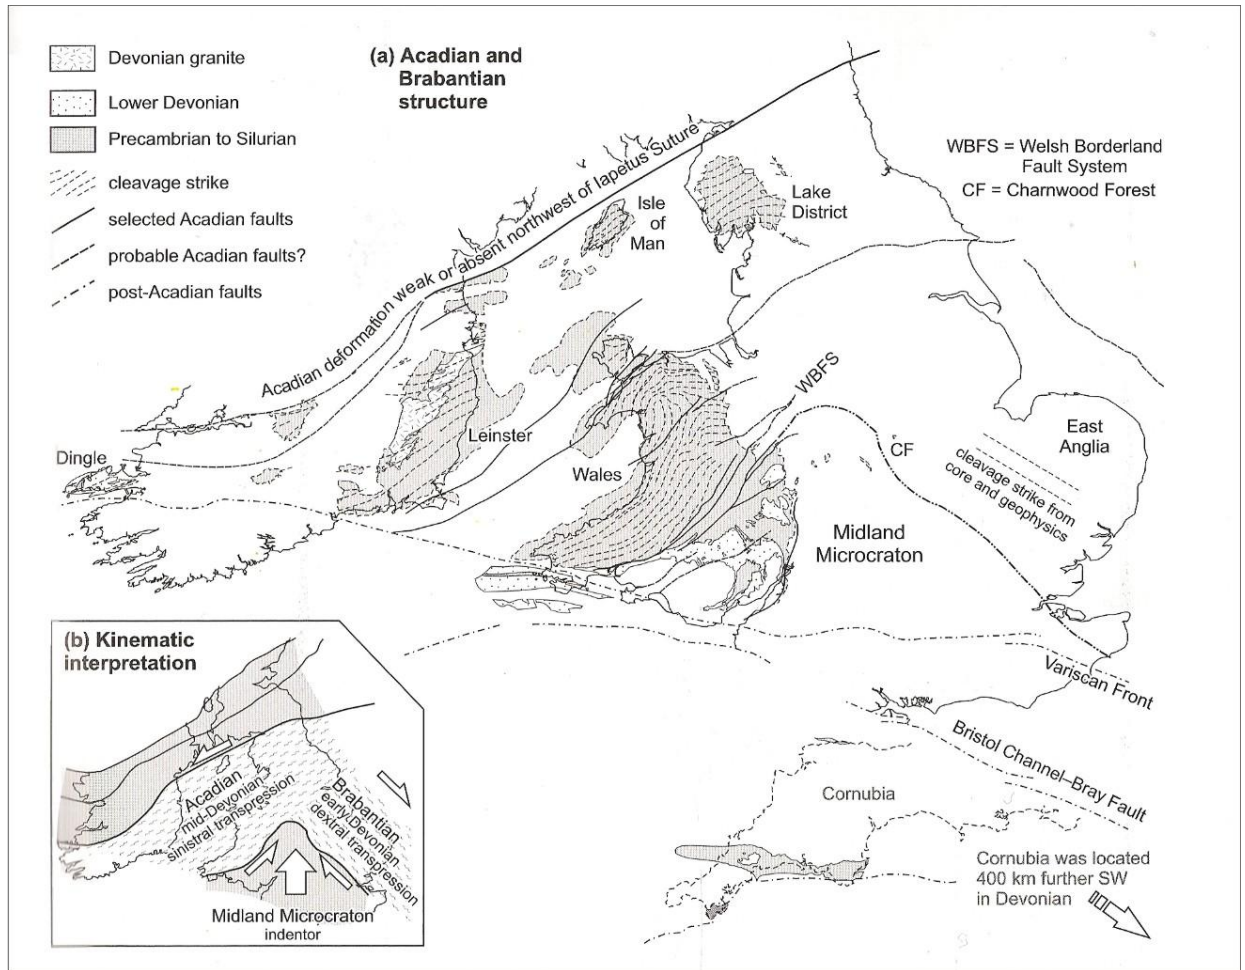 Devonian granite
Lower Devonian
Precambrian to Silurian
cleavage strike
selected Acadian faults
probable Acadian faults?
post-Acadian faults
(a) Acadian and
Brabantian
structure
WBFS = Welsh Borderland
Fault System
CF = Charnwood Forest
Acadian deformation weak or absent northwest of Iapetus Suture
Isle
of
Man
Lake
District
WBFS
CF
East
Anglia
Dingle
Leinster
Wales
cleavage strike from
core and geophysics
Midland
Microcraton
Variscan Front
Bristol Channel–Bray Fault
Cornubia
Cornubia was located
400 km further SW
in Devonian
(b) Kinematic
interpretation
Acadian
mid-Devonian
sinistral transpression
Brabantian
early Devonian
dextral transpression
Midland Microcraton
indentor